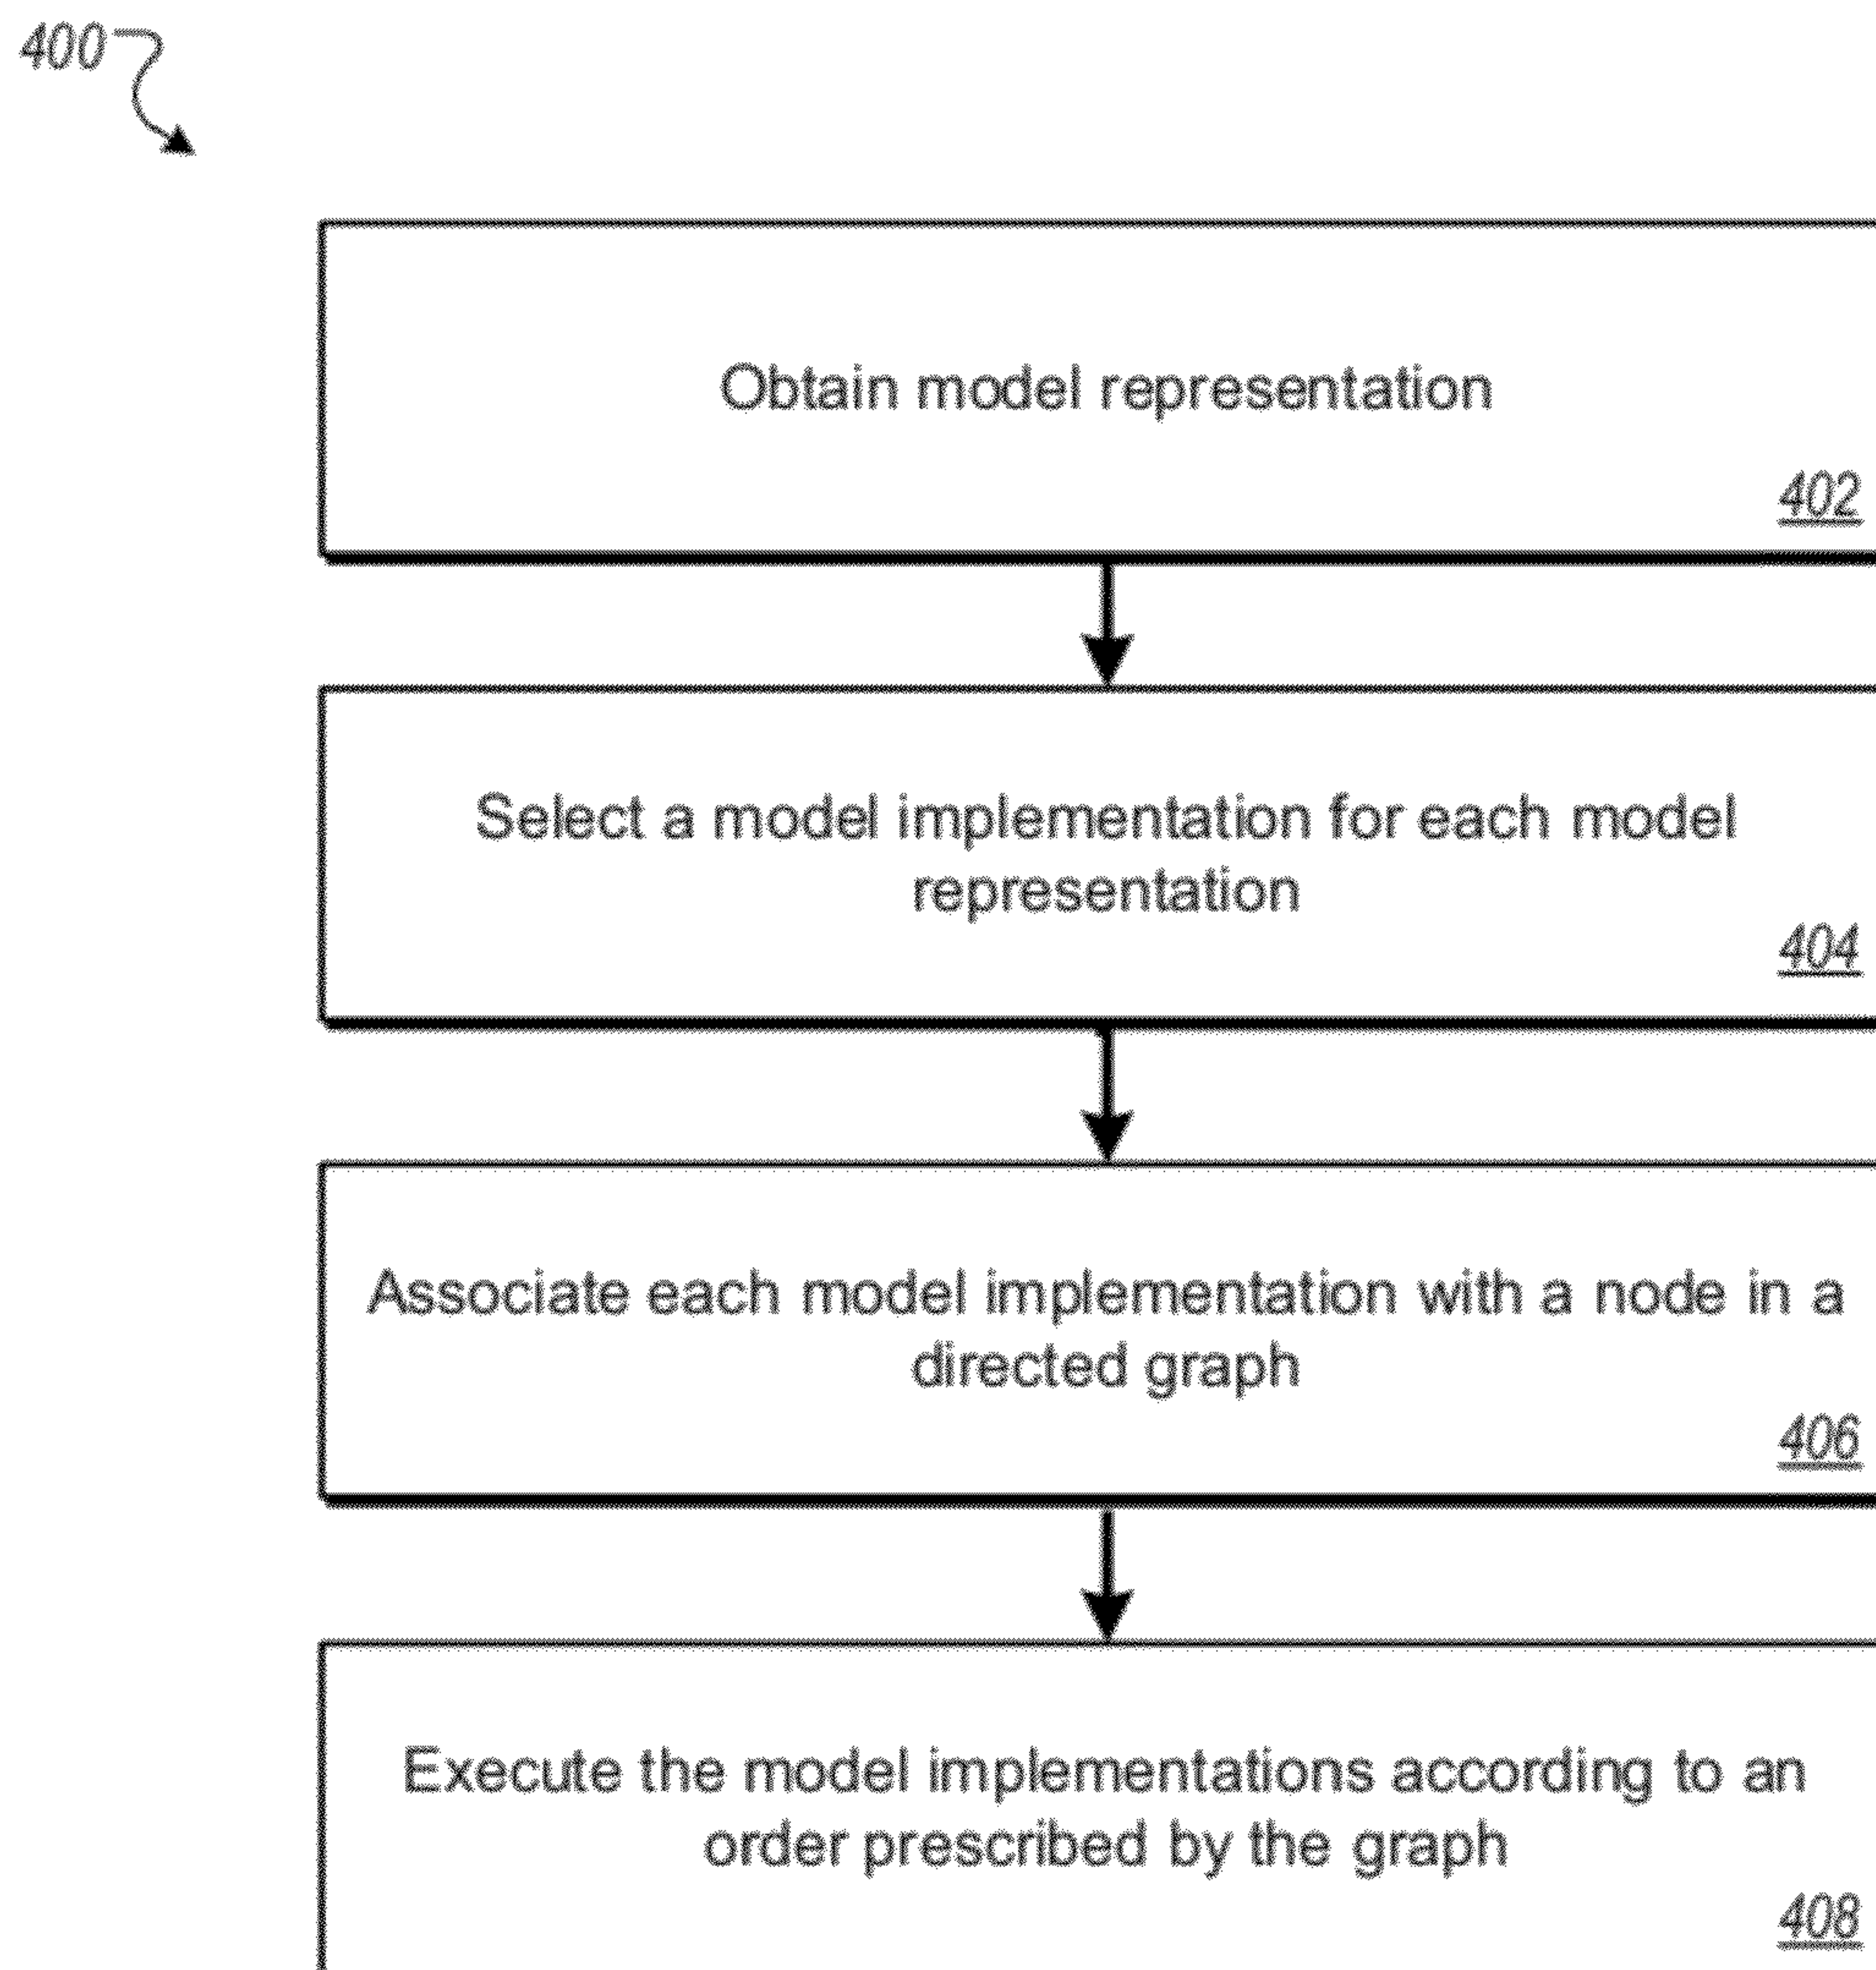 400
Obtain model representation
402
Select a model implementation for each model
representation
404
Associate each model implementation with a node in a
directed graph
406
Execute the model implementations according to an
order prescribed by the graph
408